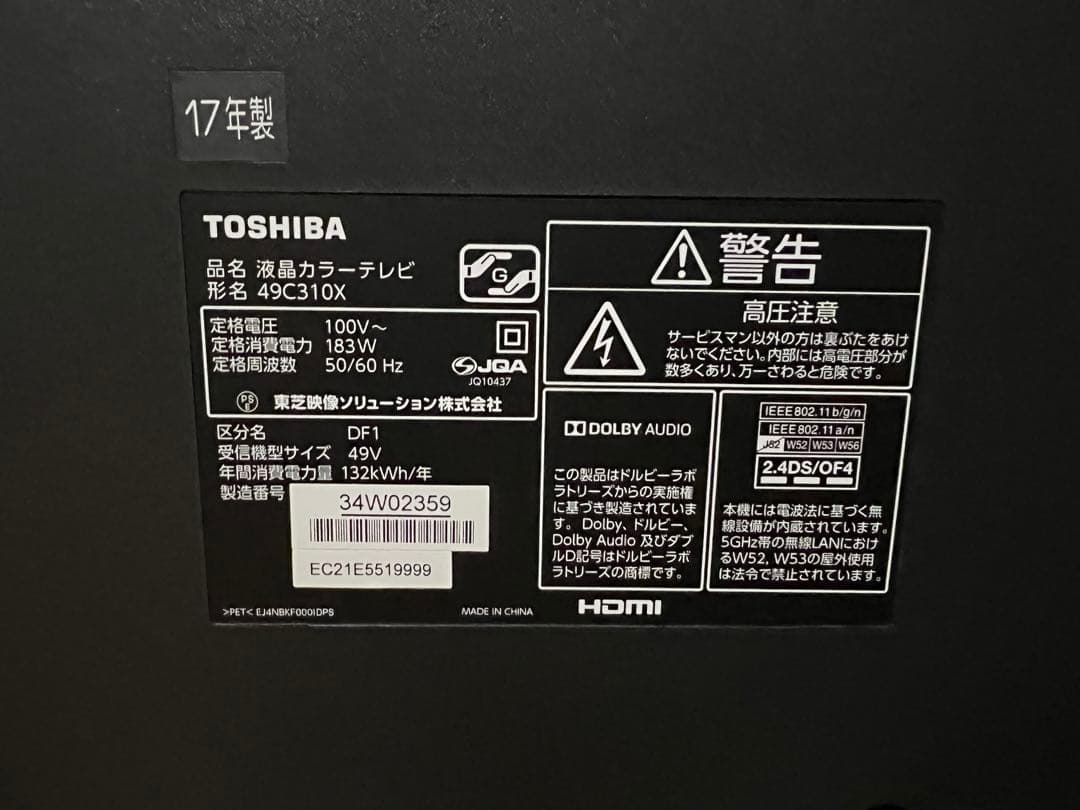 17年製
TOSHIBA
品名 液晶カラーテレビ
形名 49C310X
G
定格電圧 100V～
定格消費電力 183W
定格周波数 50/60 Hz
JQA
JQ10437
PS
E
東芝映像ソリューション株式会社
区分名 DF1
受信機型サイズ 49V
年間消費電力量 132kWh/年
製造番号
34W02359
EC21E5519999
>PET< EJ4NBKF0001DPS
MADE IN CHINA
警告
高圧注意
サービスマン以外の方は裏ぶたをあけ
ないでください。内部には高電圧部分が
数多くあり、万一さわると危険です。
DOLBY AUDIO
この製品はドルビーラボ
ラトリーズからの実施権
に基づき製造されていま
す。Dolby、ドルビー、
Dolby Audio 及びダブ
ルD記号はドルビーラボ
ラトリーズの商標です。
HDMI
IEEE802.11b/g/n
IEEE802.11a/n
J52 W52 W53 W56
2.4DS/OF4
本機には電波法に基づく無
線設備が内蔵されています。
5GHz帯の無線LANにおけ
るW52, W53の屋外使用
は法令で禁止されています。